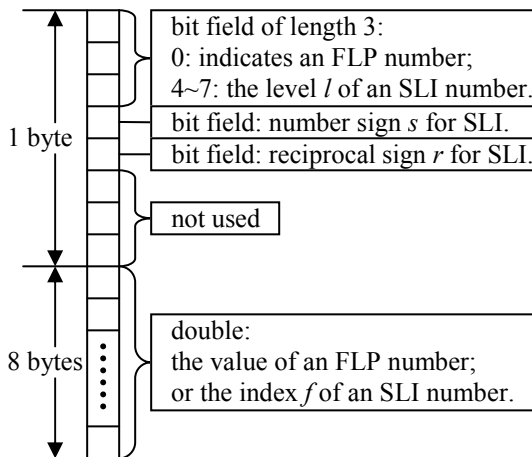 bit field of length 3:
0: indicates an FLP number;
4~7: the level l of an SLI number.
1 byte
bit field: number sign s for SLI.
bit field: reciprocal sign r for SLI.
not used
8 bytes
double:
the value of an FLP number;
or the index f of an SLI number.